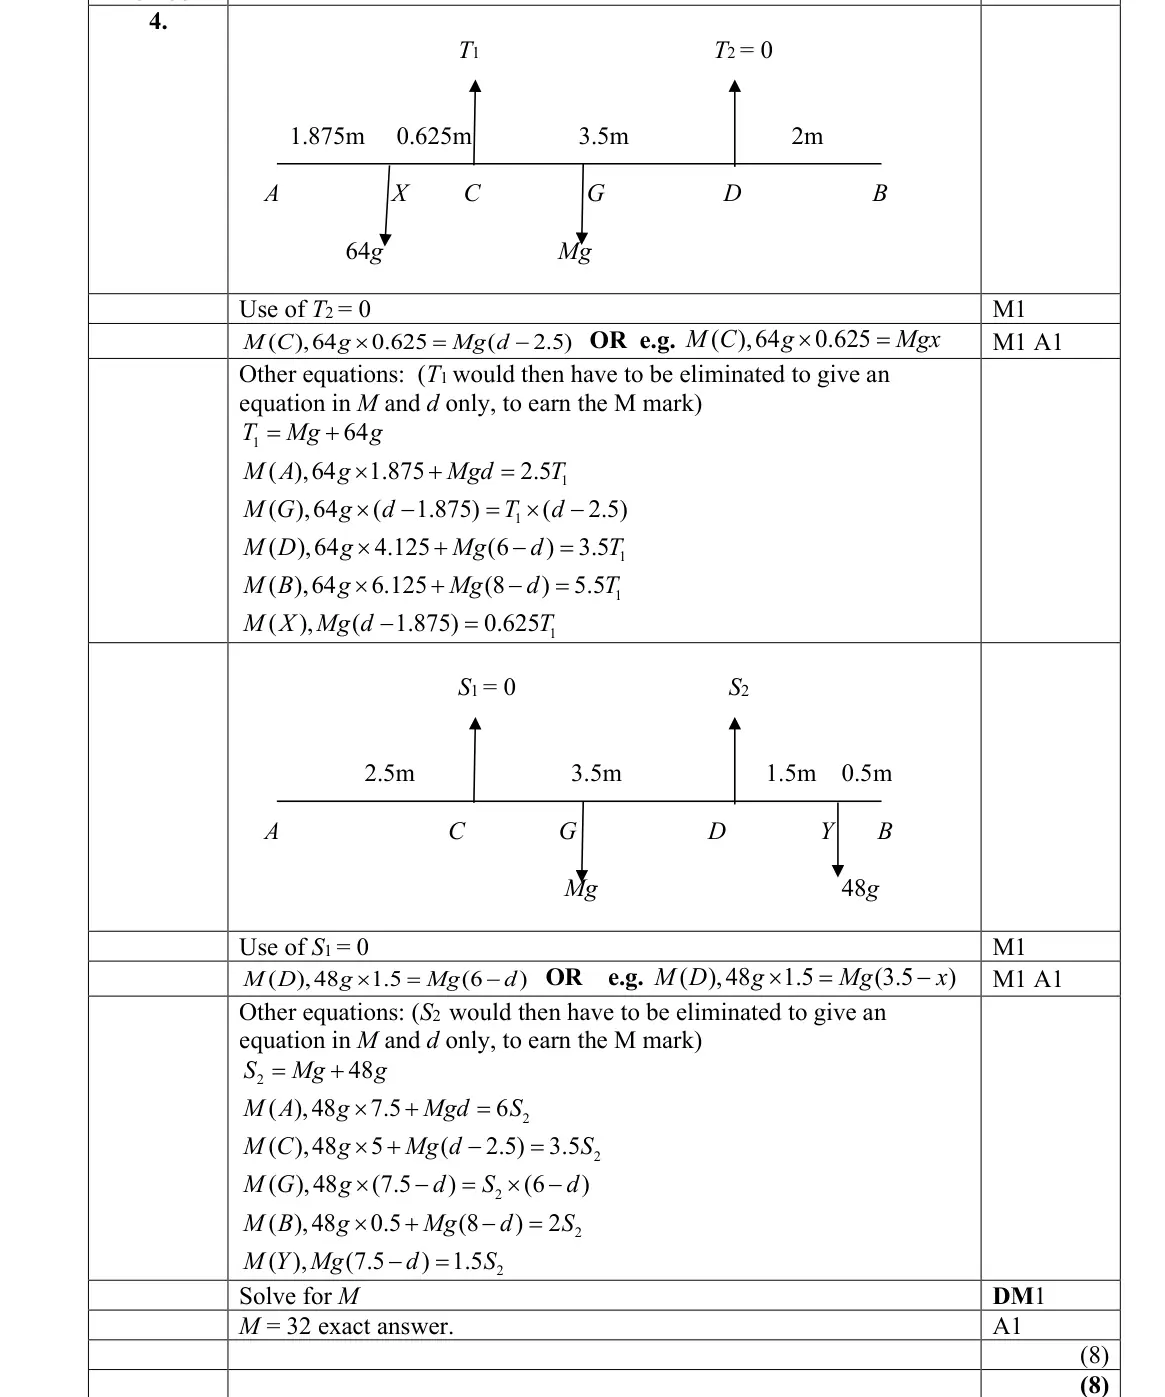 4.
T1 T2 = 0
1.875m 0.625m 3.5m 2m
A X C G D B
64g Mg
Use of T2 = 0 M1
M(C), 64g × 0.625 = Mg(d − 2.5) OR e.g. M(C), 64g × 0.625 = Mgx M1 A1
Other equations: (T1 would then have to be eliminated to give an
equation in M and d only, to earn the M mark)
T₁ = Mg + 64g
M(A), 64g × 1.875 + Mgd = 2.5T₁
M(G), 64g × (d − 1.875) = T₁ × (d − 2.5)
M(D), 64g × 4.125 + Mg(6 − d) = 3.5T₁
M(B), 64g × 6.125 + Mg(8 − d) = 5.5T₁
M(X), Mg(d − 1.875) = 0.625T₁
S1 = 0 S2
2.5m 3.5m 1.5m 0.5m
A C G D Y B
Mg 48g
Use of S1 = 0 M1
M(D), 48g × 1.5 = Mg(6 − d) OR e.g. M(D), 48g × 1.5 = Mg(3.5 − x) M1 A1
Other equations: (S2 would then have to be eliminated to give an
equation in M and d only, to earn the M mark)
S₂ = Mg + 48g
M(A), 48g × 7.5 + Mgd = 6S₂
M(C), 48g × 5 + Mg(d − 2.5) = 3.5S₂
M(G), 48g × (7.5 − d) = S₂ × (6 − d)
M(B), 48g × 0.5 + Mg(8 − d) = 2S₂
M(Y), Mg(7.5 − d) = 1.5S₂
Solve for M DM1
M = 32 exact answer. A1
(8)
(8)